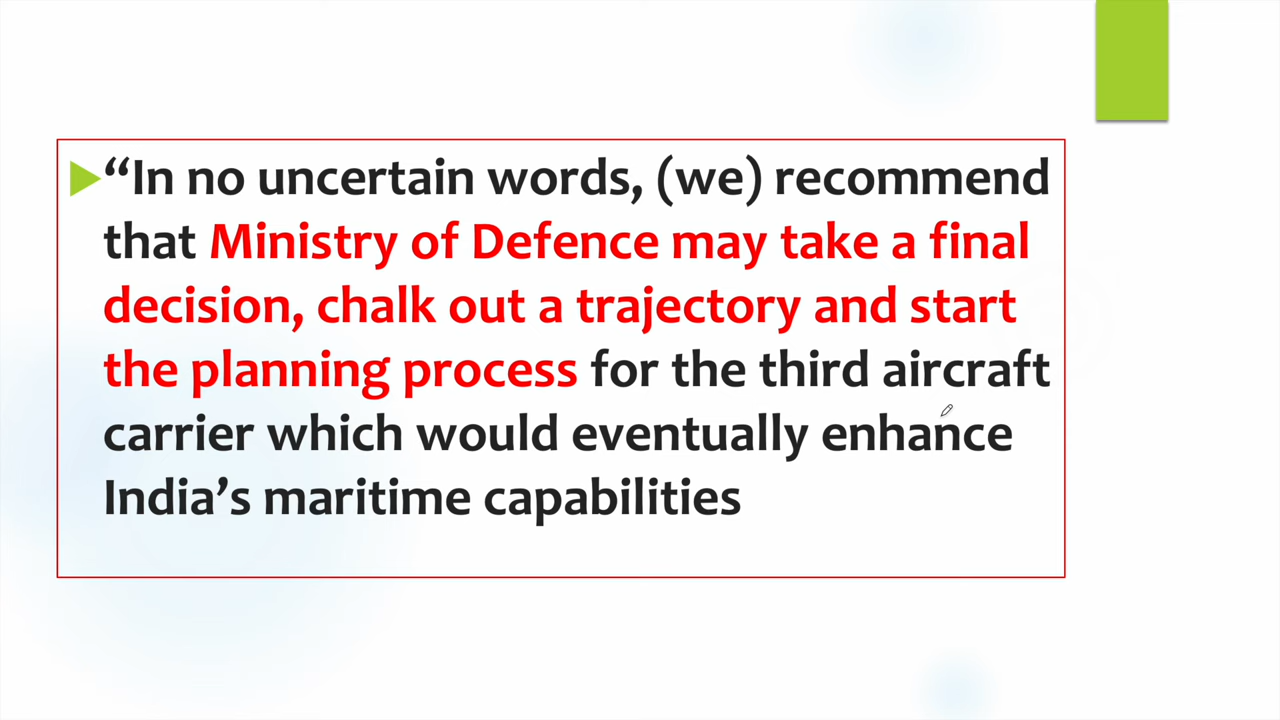 “In no uncertain words, (we) recommend
that Ministry of Defence may take a final
decision, chalk out a trajectory and start
the planning process for the third aircraft
carrier which would eventually enhance
India’s maritime capabilities